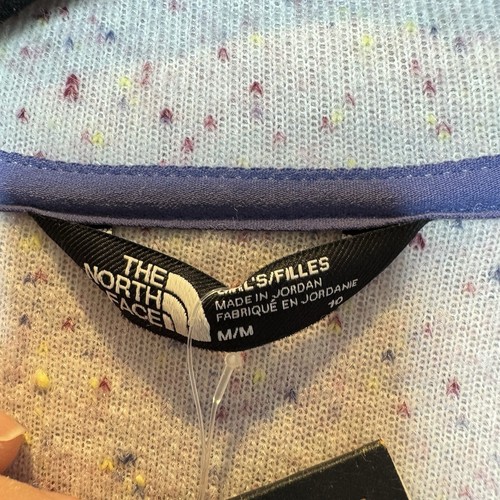 THE
NORTH
FACE
GIRL'S/FILLES
MADE IN JORDAN
FABRIQUÉ EN JORDANIE
M/M 10